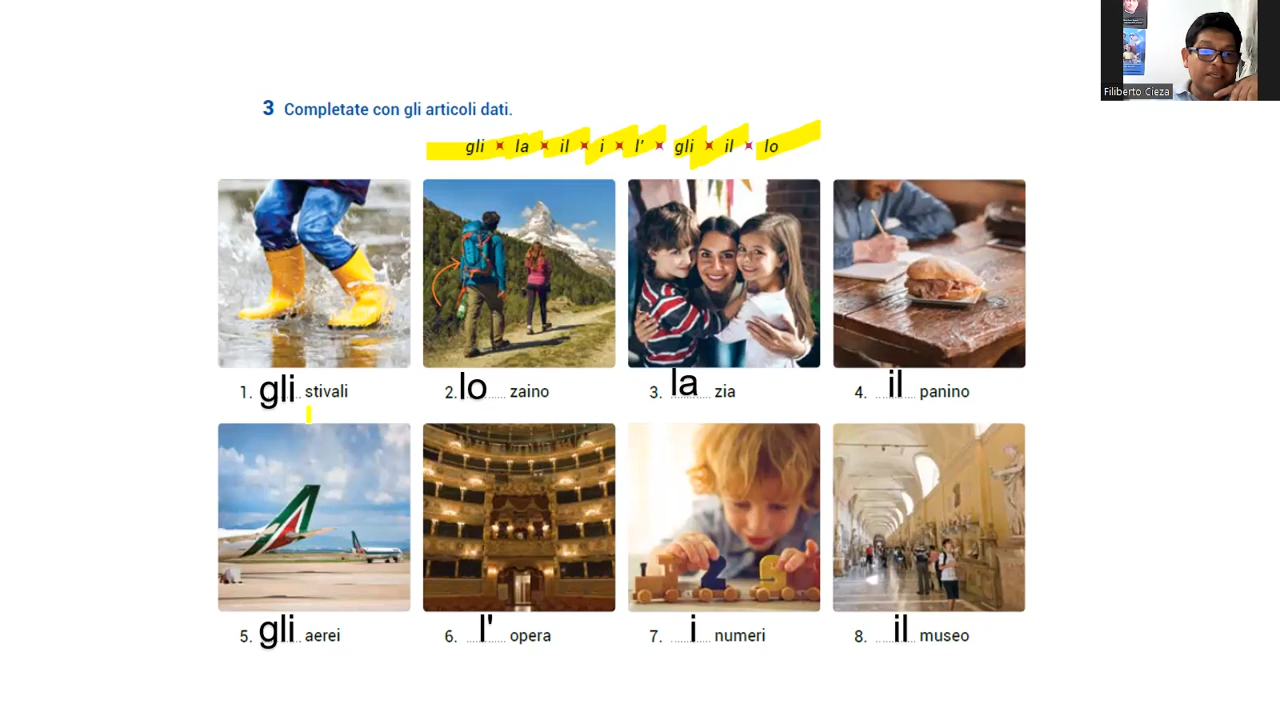 Filiberto Cieza
3 Completate con gli articoli dati.
gli × la × il × i × l' × gli × il × lo
1. gli stivali
2. lo zaino
3. la zia
4. il panino
5. gli aerei
6. l' opera
7. i numeri
8. il museo